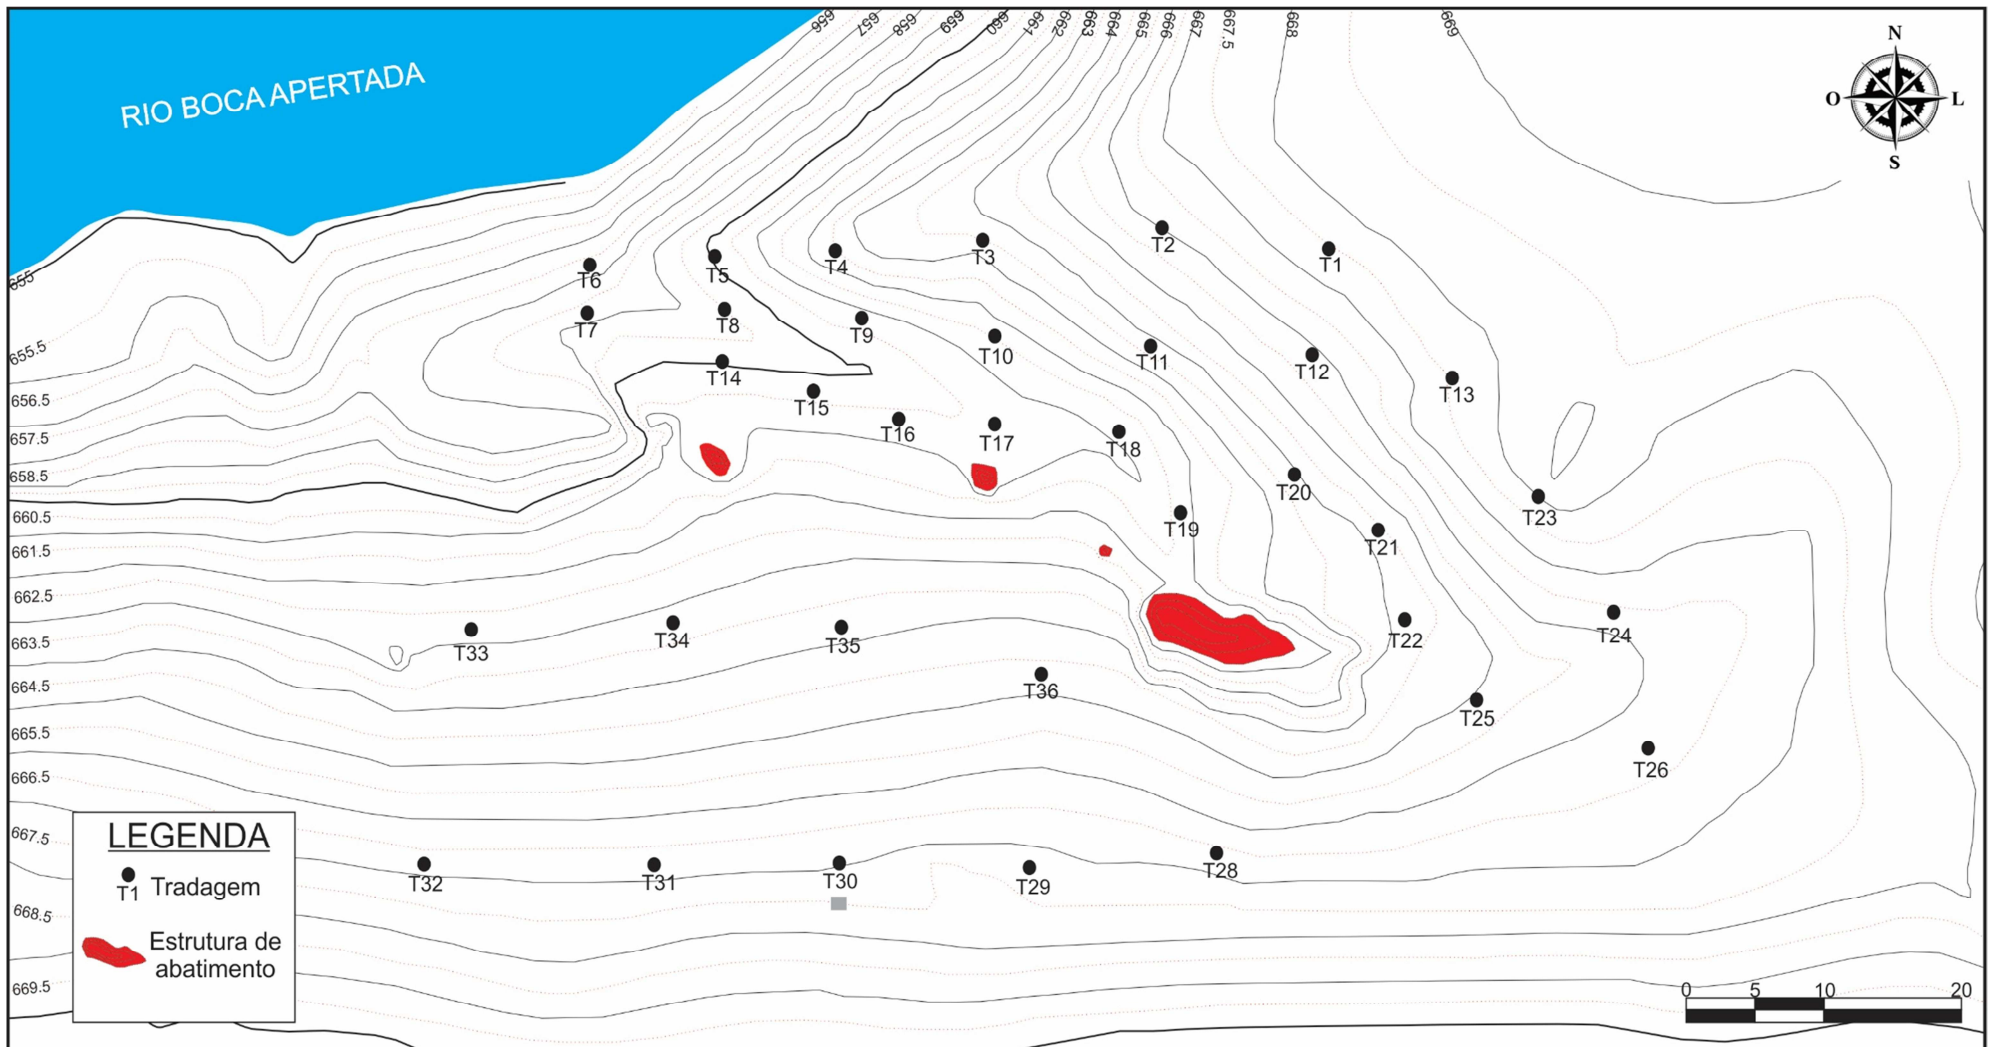 656
657
658
659
660
661
662
663
664
665
666
667
667.5
668
669
N
O
L
S
RIO BOCA APERTADA
655
655.5
656.5
657.5
658.5
660.5
661.5
662.5
663.5
664.5
665.5
666.5
667.5
668.5
669.5
T2
T1
T3
T4
T5
T6
T7
T8
T9
T10
T11
T12
T13
T14
T15
T16
T17
T18
T19
T20
T21
T23
T22
T24
T33
T34
T35
T36
T25
T26
T32
T31
T30
T29
T28
LEGENDA
T1 Tradagem
Estrutura de
abatimento
0 5 10 20